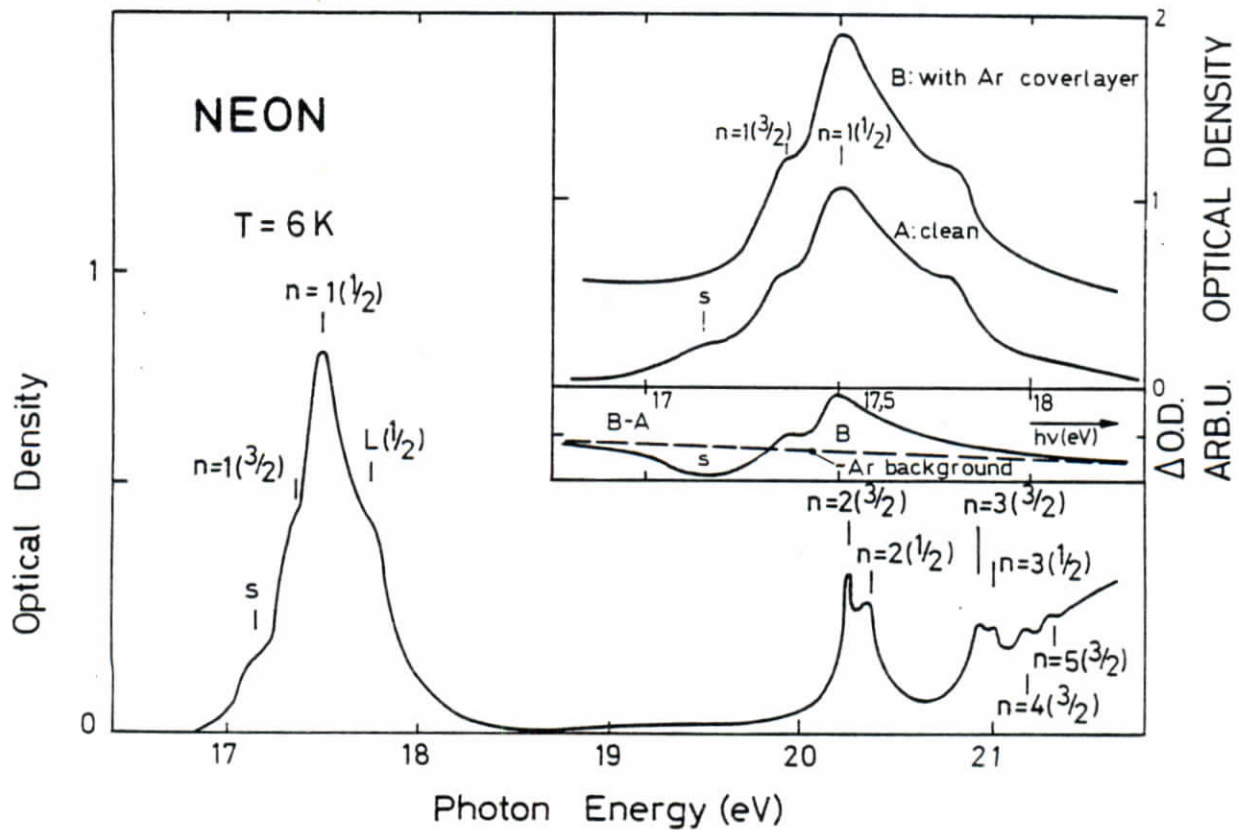 NEON
T = 6 K
Optical Density
1
0
n = 1(1/2)
n=1(3/2)
L(1/2)
s
2
1
0
OPTICAL DENSITY
B: with Ar coverlayer
n=1(3/2)
n=1(1/2)
A: clean
s
17
17,5
18
hν(eV)
B-A
B
s
Ar background
Δ O.D.
ARB.U.
n=2(3/2)
n=2(1/2)
n=3(3/2)
n=3(1/2)
n=5(3/2)
n=4(3/2)
17
18
19
20
21
Photon Energy (eV)